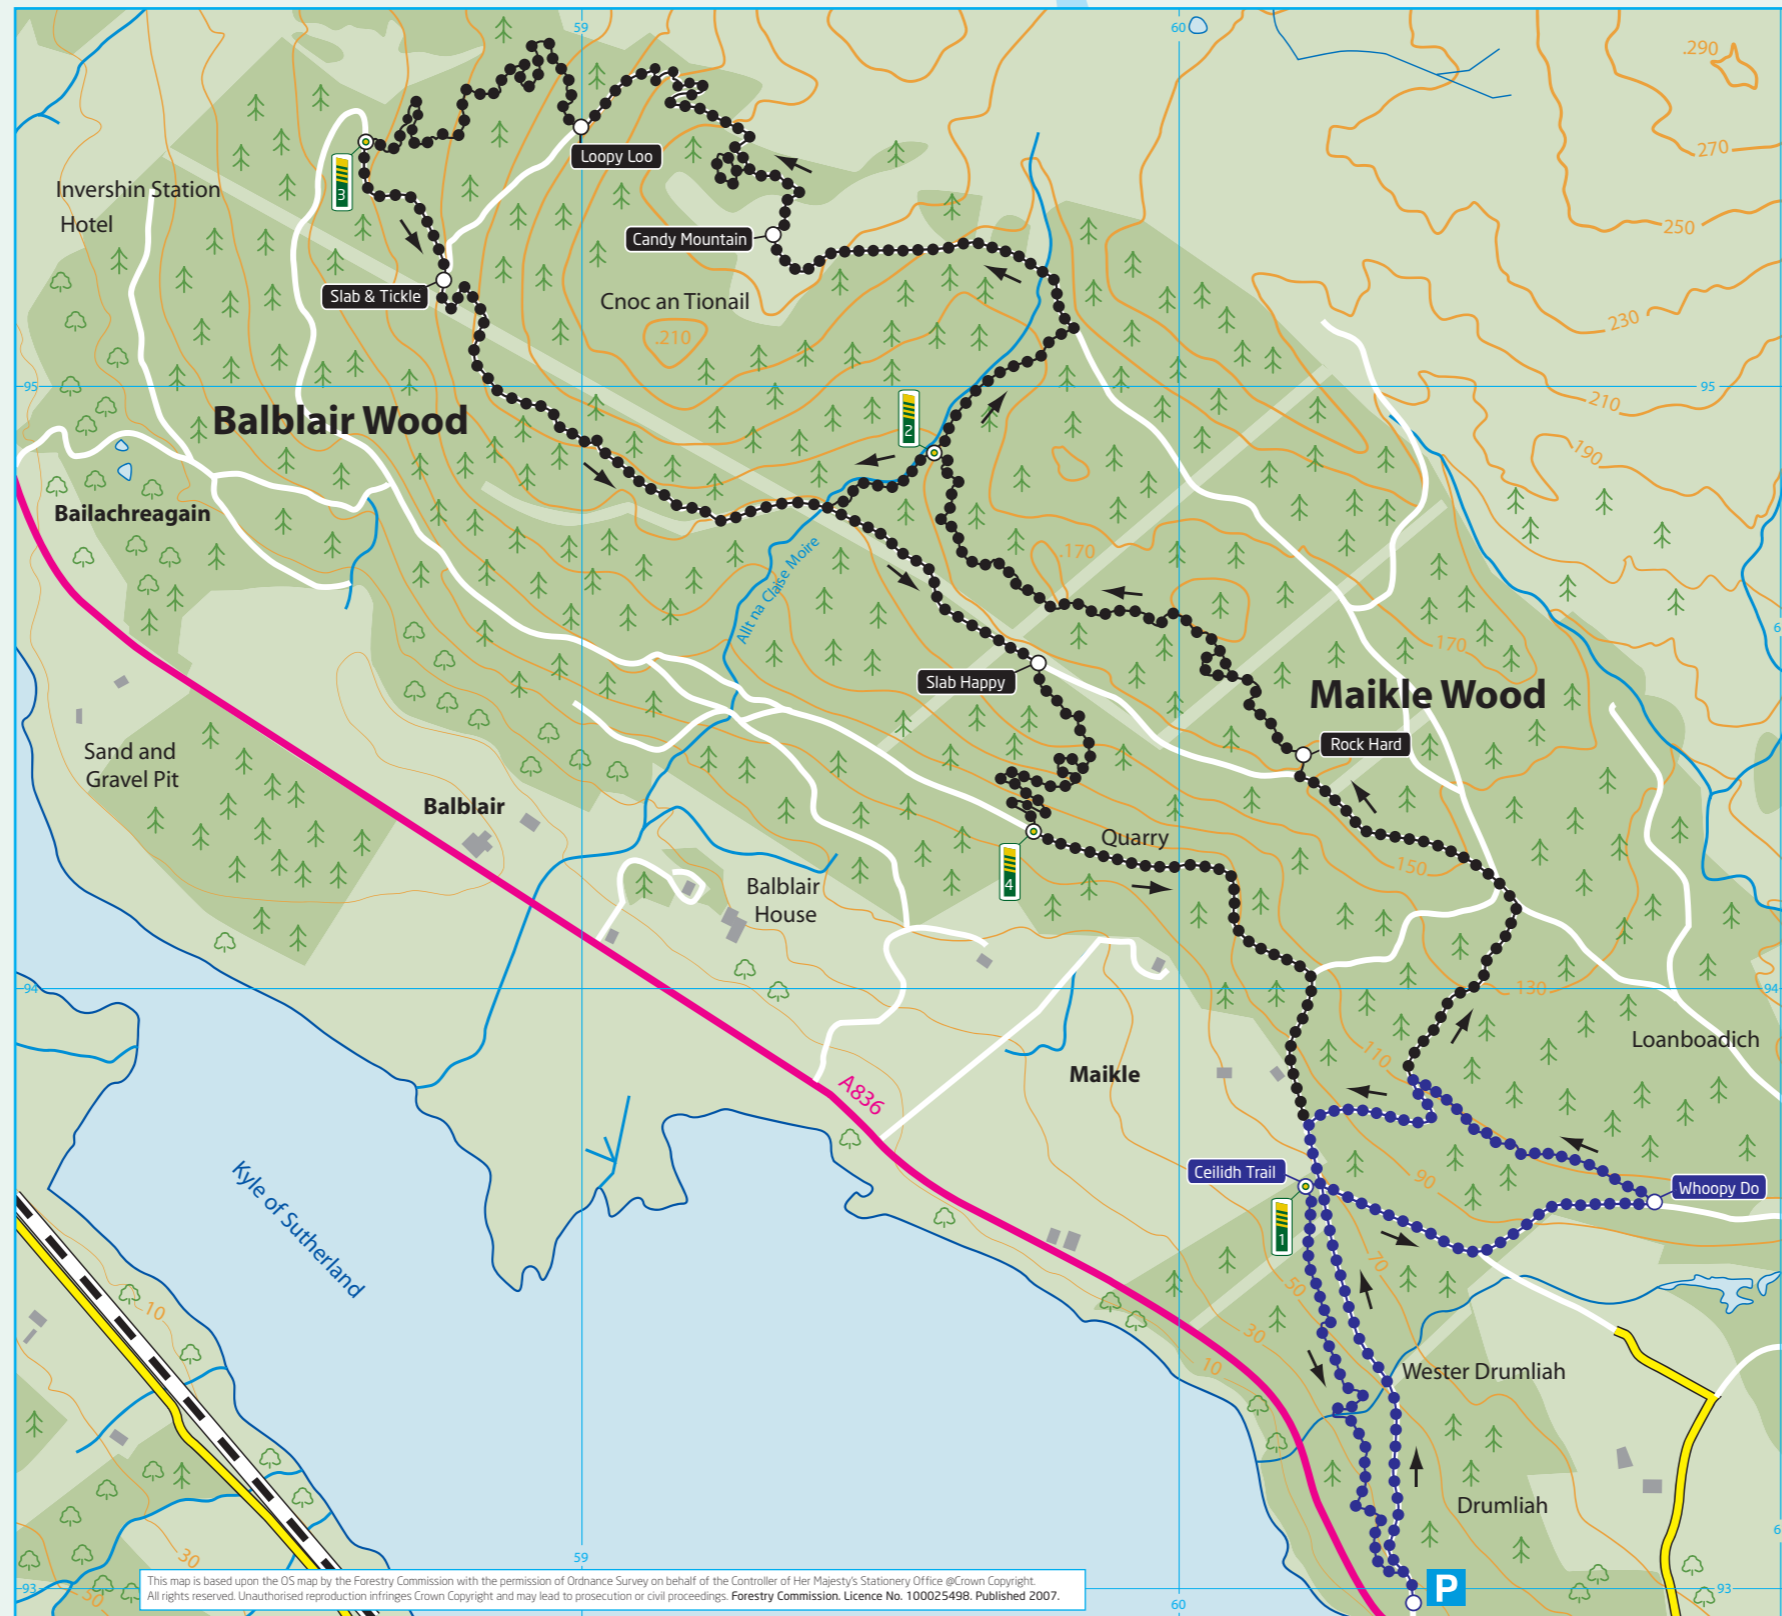 59
60
.290
270
Loopy Loo
3
Invershin Station
Hotel
250
Candy Mountain
Slab & Tickle
Cnoc an Tionail
.210
230
95
95
210
Balblair Wood
2
190
Bailachreagain
.170
Allt na Claise Moire
170
Slab Happy
Maikle Wood
Rock Hard
Sand and
Gravel Pit
Balblair
Quarry
150
4
Balblair
House
94
130
94
Loanboadich
110
Maikle
A836
Ceilidh Trail
90
Whoopy Do
Kyle of Sutherland
1
70
50
10
30
10
Wester Drumliah
Drumliah
30
59
50
93
60
P
93
This map is based upon the OS map by the Forestry Commission with the permission of Ordnance Survey on behalf of the Controller of Her Majesty's Stationery Office @Crown Copyright.
All rights reserved. Unauthorised reproduction infringes Crown Copyright and may lead to prosecution or civil proceedings. Forestry Commission. Licence No. 100025498. Published 2007.